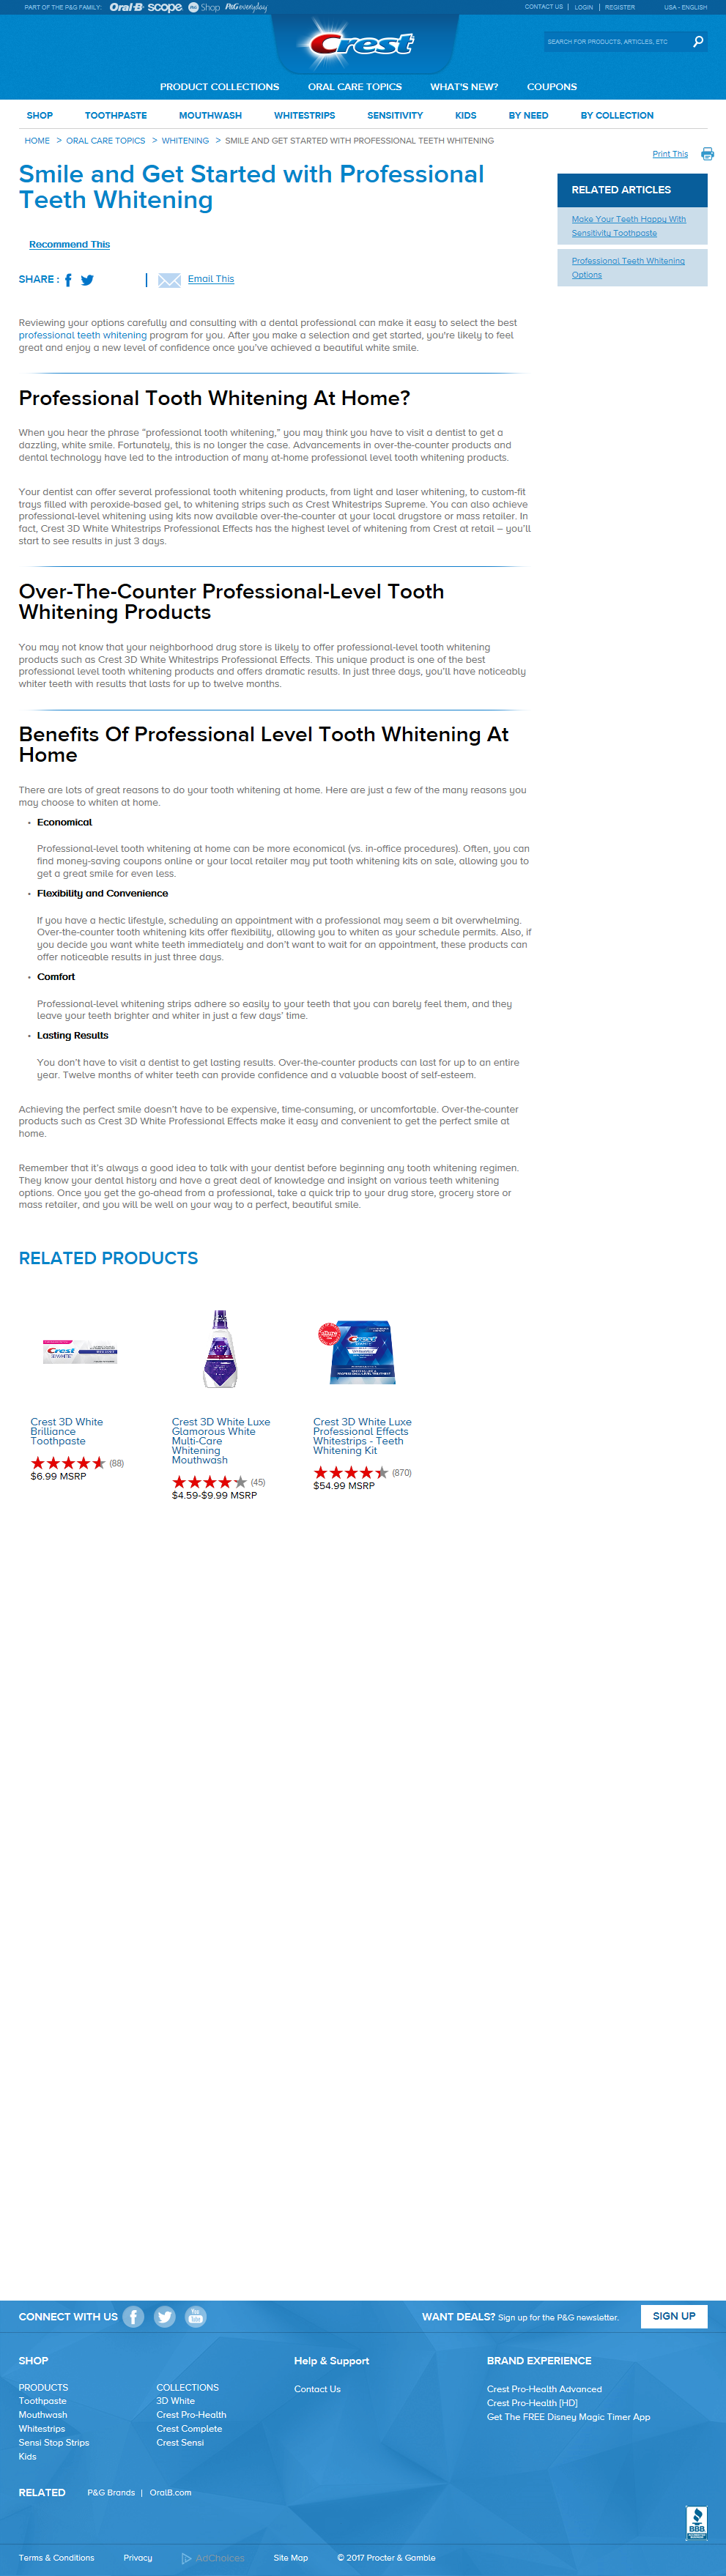 PART OF THE P&G FAMILY: Oral-B scope Shop P&G everyday CONTACT US | LOGIN | REGISTER USA - ENGLISH
Crest
SEARCH FOR PRODUCTS, ARTICLES, ETC
PRODUCT COLLECTIONS ORAL CARE TOPICS WHAT'S NEW? COUPONS
SHOP TOOTHPASTE MOUTHWASH WHITESTRIPS SENSITIVITY KIDS BY NEED BY COLLECTION
HOME > ORAL CARE TOPICS > WHITENING > SMILE AND GET STARTED WITH PROFESSIONAL TEETH WHITENING
Print This
Smile and Get Started with Professional
Teeth Whitening
RELATED ARTICLES
Make Your Teeth Happy With
Sensitivity Toothpaste
Professional Teeth Whitening
Options
Recommend This
SHARE : Email This
Reviewing your options carefully and consulting with a dental professional can make it easy to select the best
professional teeth whitening program for you. After you make a selection and get started, you're likely to feel
great and enjoy a new level of confidence once you've achieved a beautiful white smile.
Professional Tooth Whitening At Home?
When you hear the phrase "professional tooth whitening," you may think you have to visit a dentist to get a
dazzling, white smile. Fortunately, this is no longer the case. Advancements in over-the-counter products and
dental technology have led to the introduction of many at-home professional level tooth whitening products.
Your dentist can offer several professional tooth whitening products, from light and laser whitening, to custom-fit
trays filled with peroxide-based gel, to whitening strips such as Crest Whitestrips Supreme. You can also achieve
professional-level whitening using kits now available over-the-counter at your local drugstore or mass retailer. In
fact, Crest 3D White Whitestrips Professional Effects has the highest level of whitening from Crest at retail – you'll
start to see results in just 3 days.
Over-The-Counter Professional-Level Tooth
Whitening Products
You may not know that your neighborhood drug store is likely to offer professional-level tooth whitening
products such as Crest 3D White Whitestrips Professional Effects. This unique product is one of the best
professional level tooth whitening products and offers dramatic results. In just three days, you'll have noticeably
whiter teeth with results that lasts for up to twelve months.
Benefits Of Professional Level Tooth Whitening At
Home
There are lots of great reasons to do your tooth whitening at home. Here are just a few of the many reasons you
may choose to whiten at home.
• Economical
Professional-level tooth whitening at home can be more economical (vs. in-office procedures). Often, you can
find money-saving coupons online or your local retailer may put tooth whitening kits on sale, allowing you to
get a great smile for even less.
• Flexibility and Convenience
If you have a hectic lifestyle, scheduling an appointment with a professional may seem a bit overwhelming.
Over-the-counter tooth whitening kits offer flexibility, allowing you to whiten as your schedule permits. Also, if
you decide you want white teeth immediately and don't want to wait for an appointment, these products can
offer noticeable results in just three days.
• Comfort
Professional-level whitening strips adhere so easily to your teeth that you can barely feel them, and they
leave your teeth brighter and whiter in just a few days' time.
• Lasting Results
You don't have to visit a dentist to get lasting results. Over-the-counter products can last for up to an entire
year. Twelve months of whiter teeth can provide confidence and a valuable boost of self-esteem.
Achieving the perfect smile doesn't have to be expensive, time-consuming, or uncomfortable. Over-the-counter
products such as Crest 3D White Professional Effects make it easy and convenient to get the perfect smile at
home.
Remember that it's always a good idea to talk with your dentist before beginning any tooth whitening regimen.
They know your dental history and have a great deal of knowledge and insight on various teeth whitening
options. Once you get the go-ahead from a professional, take a quick trip to your drug store, grocery store or
mass retailer, and you will be well on your way to a perfect, beautiful smile.
RELATED PRODUCTS
Crest
Crest
Crest 3D White
Brilliance
Toothpaste
(88)
$6.99 MSRP
Crest 3D White Luxe
Glamorous White
Multi-Care
Whitening
Mouthwash
(45)
$4.59-$9.99 MSRP
Crest 3D White Luxe
Professional Effects
Whitestrips - Teeth
Whitening Kit
(870)
$54.99 MSRP
CONNECT WITH US You Tube WANT DEALS? Sign up for the P&G newsletter. SIGN UP
SHOP Help & Support BRAND EXPERIENCE
PRODUCTS
Toothpaste
Mouthwash
Whitestrips
Sensi Stop Strips
Kids
COLLECTIONS
3D White
Crest Pro-Health
Crest Complete
Crest Sensi
Contact Us
Crest Pro-Health Advanced
Crest Pro-Health [HD]
Get The FREE Disney Magic Timer App
RELATED P&G Brands | OralB.com
BBB
Terms & Conditions Privacy AdChoices Site Map © 2017 Procter & Gamble